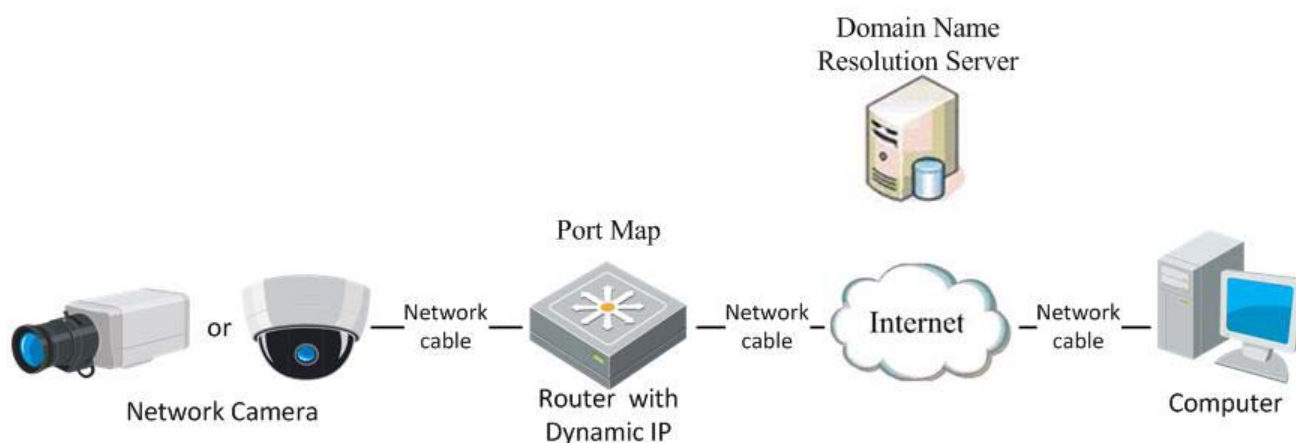 Domain Name
Resolution Server
Port Map
or
Network
cable
Network
cable
Internet
Network
cable
Network Camera
Router with
Dynamic IP
Computer